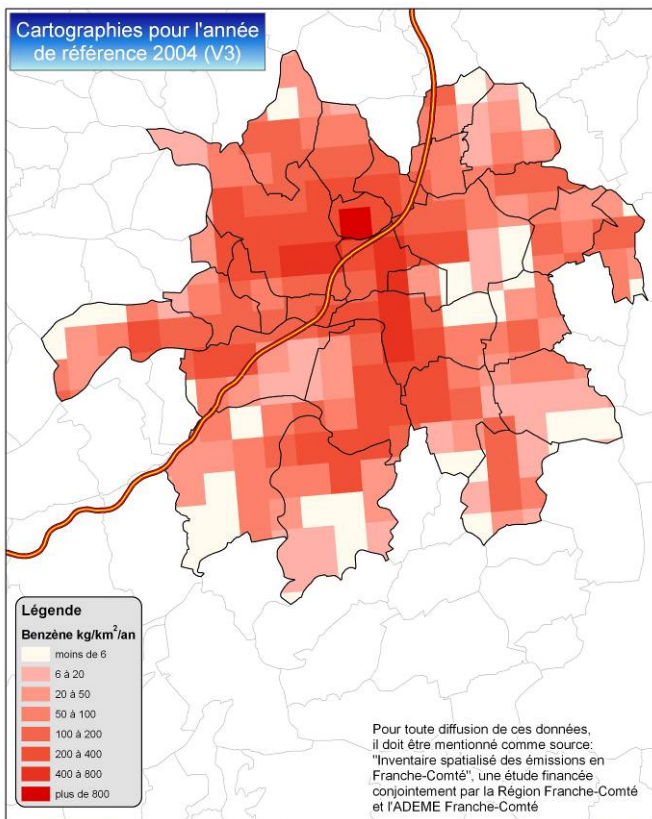 Cartographies pour l'année
de référence 2004 (V3)
Légende
Benzène kg/km²/an
moins de 6
6 à 20
20 à 50
50 à 100
100 à 200
200 à 400
400 à 800
plus de 800
Pour toute diffusion de ces données,
il doit être mentionné comme source:
"Inventaire spatialisé des émissions en
Franche-Comté", une étude financée
conjointement par la Région Franche-Comté
et l'ADEME Franche-Comté